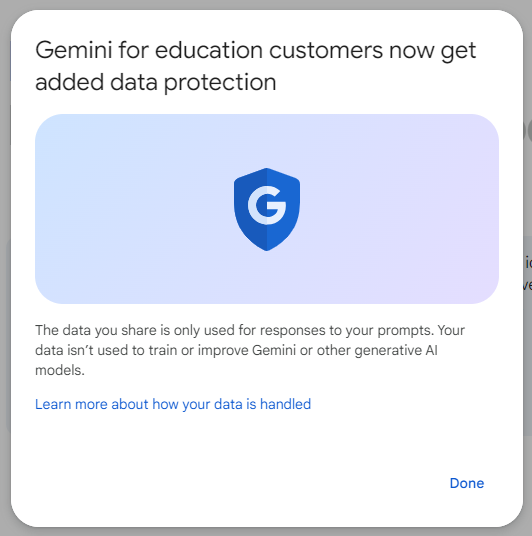 Gemini for education customers now get
added data protection
G
The data you share is only used for responses to your prompts. Your
data isn’t used to train or improve Gemini or other generative AI
models.
Learn more about how your data is handled
Done